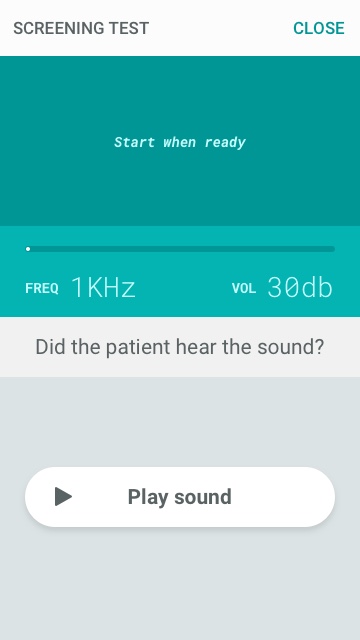 SCREENING TEST
CLOSE
Start when ready
FREQ 1KHz
VOL 30db
Did the patient hear the sound?
Play sound